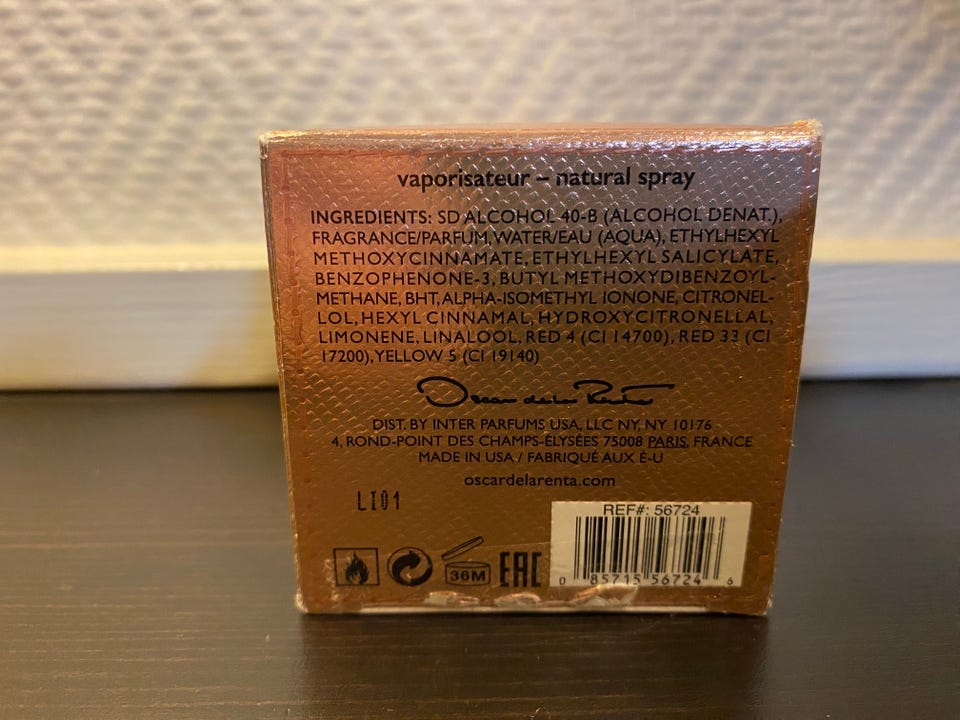 vaporisateur – natural spray
INGREDIENTS: SD ALCOHOL 40-B (ALCOHOL DENAT.),
FRAGRANCE/PARFUM, WATER/EAU (AQUA), ETHYLHEXYL
METHOXYCINNAMATE, ETHYLHEXYL SALICYLATE,
BENZOPHENONE-3, BUTYL METHOXYDIBENZOYL-
METHANE, BHT, ALPHA-ISOMETHYL IONONE, CITRONEL-
LOL, HEXYL CINNAMAL, HYDROXYCITRONELLAL,
LIMONENE, LINALOOL, RED 4 (CI 14700), RED 33 (CI
17200), YELLOW 5 (CI 19140)
Oscar de la Renta
DIST. BY INTER PARFUMS USA, LLC NY, NY 10176
4, ROND-POINT DES CHAMPS-ÉLYSÉES 75008 PARIS, FRANCE
MADE IN USA / FABRIQUÉ AUX É-U
oscardelarenta.com
LI01
REF#: 56724
36M EAC
0 85715 56724 6